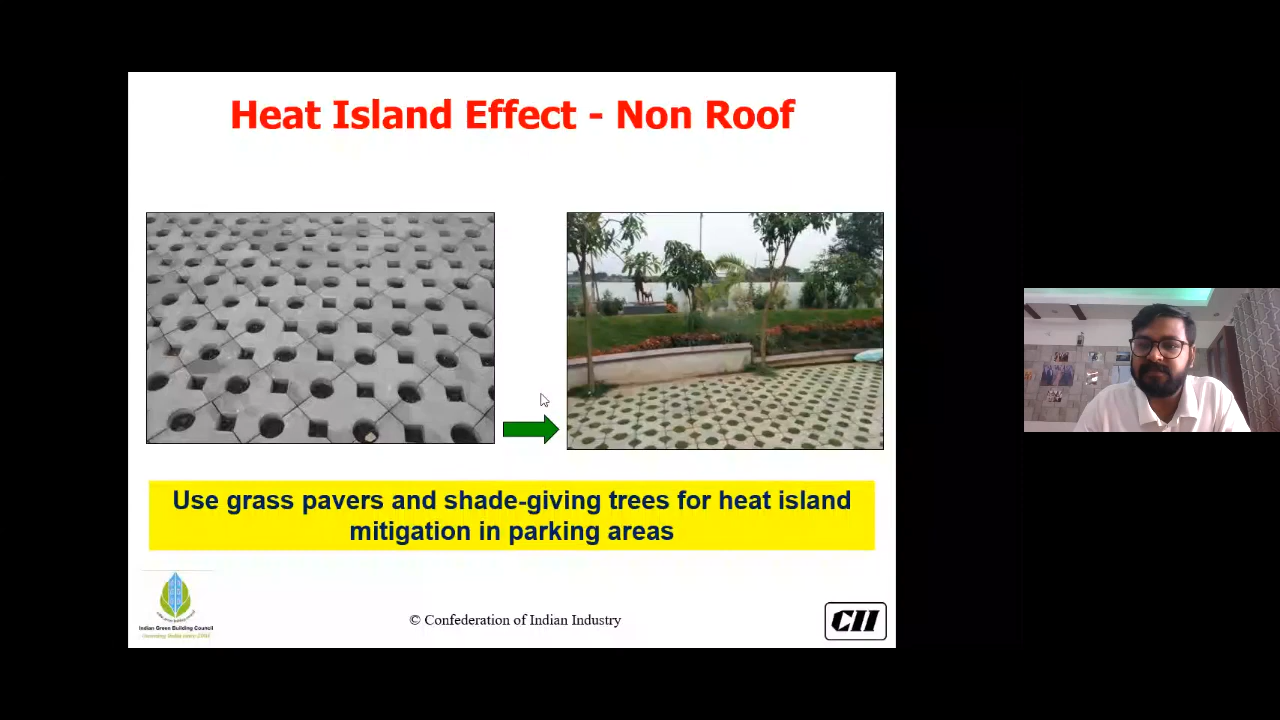 Heat Island Effect - Non Roof
Use grass pavers and shade-giving trees for heat island
mitigation in parking areas
Indian Green Building Council
© Confederation of Indian Industry
CII